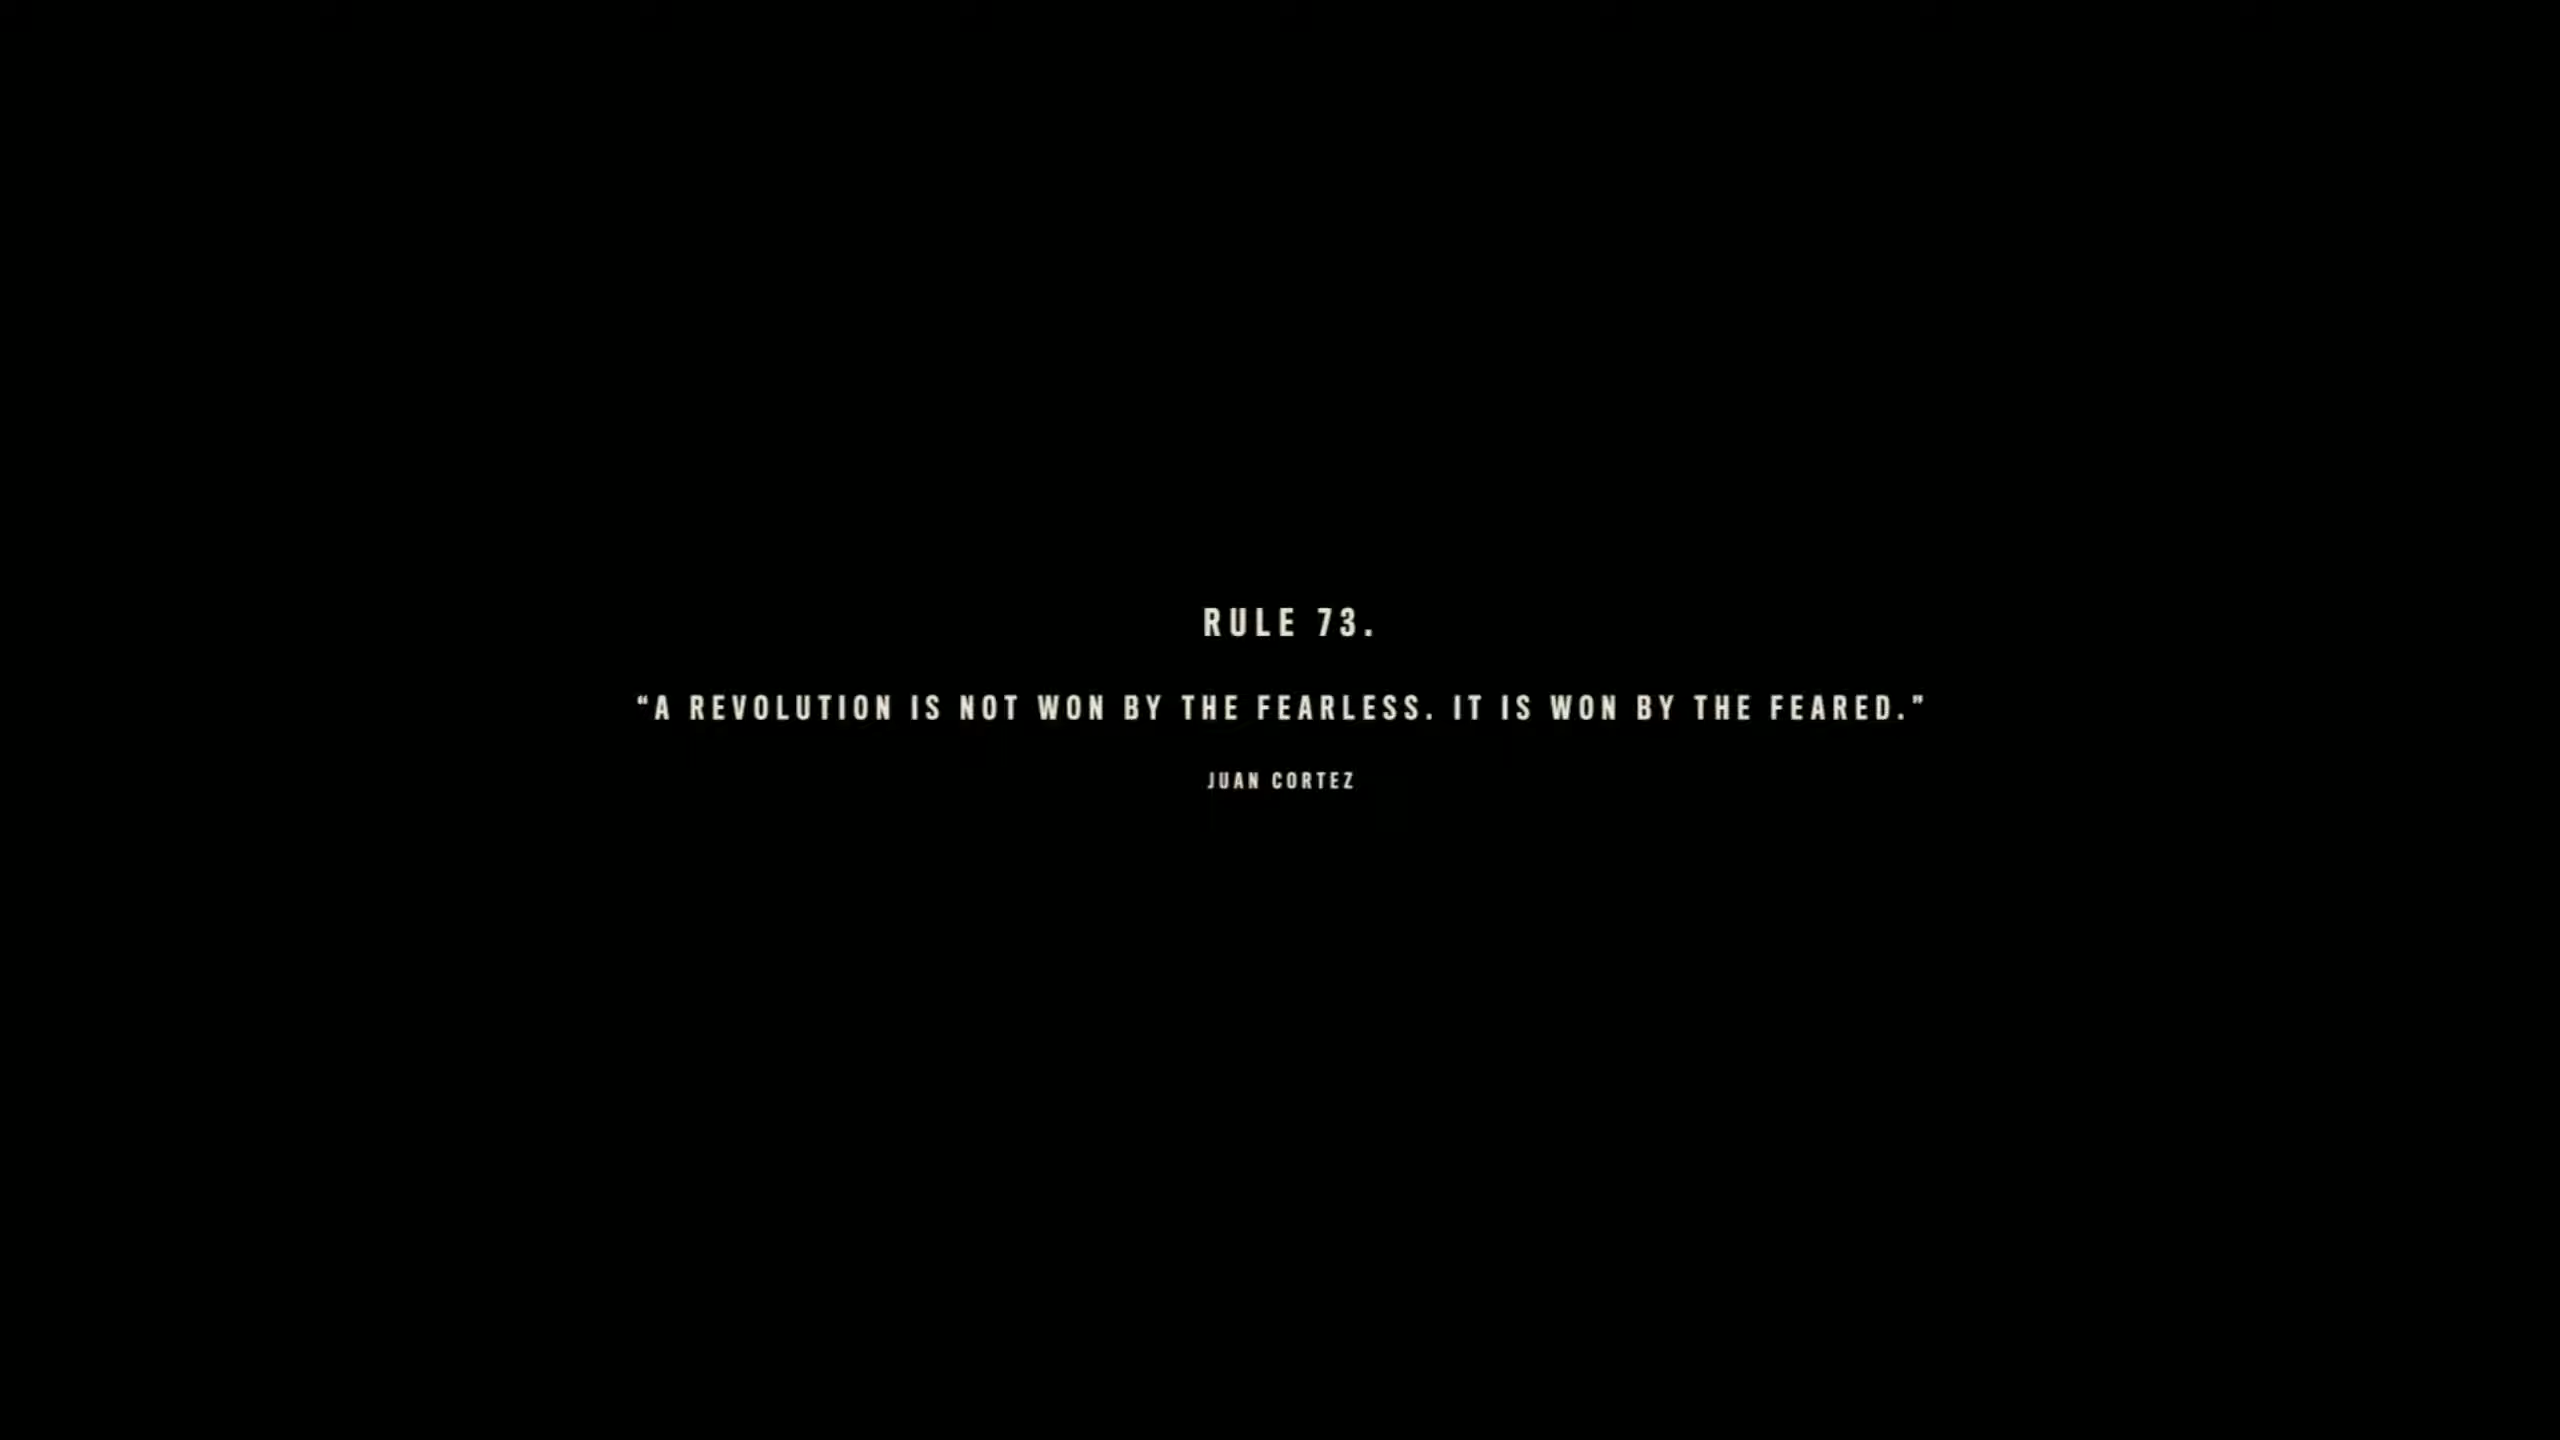 RULE 73.
“A REVOLUTION IS NOT WON BY THE FEARLESS. IT IS WON BY THE FEARED.”
JUAN CORTEZ